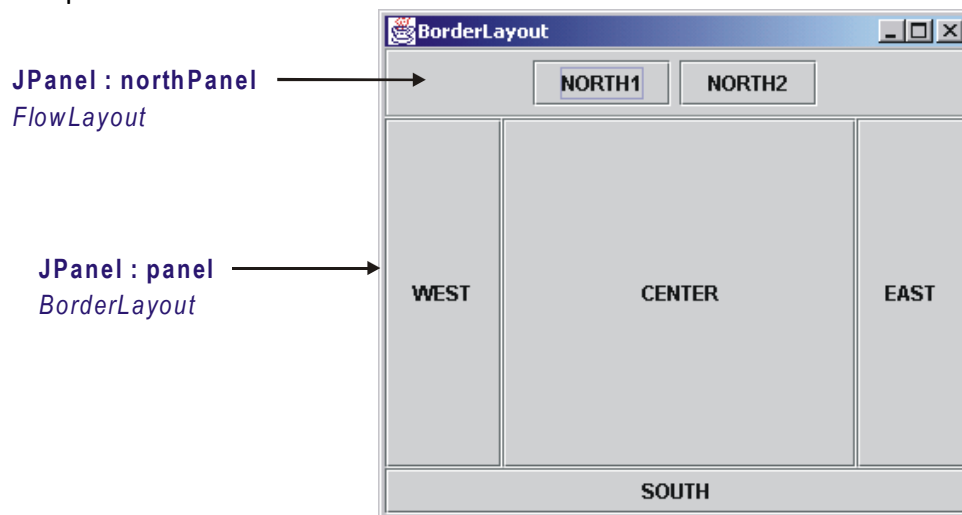 BorderLayout
JPanel : northPanel
FlowLayout
NORTH1 NORTH2
JPanel : panel
BorderLayout
WEST CENTER EAST
SOUTH